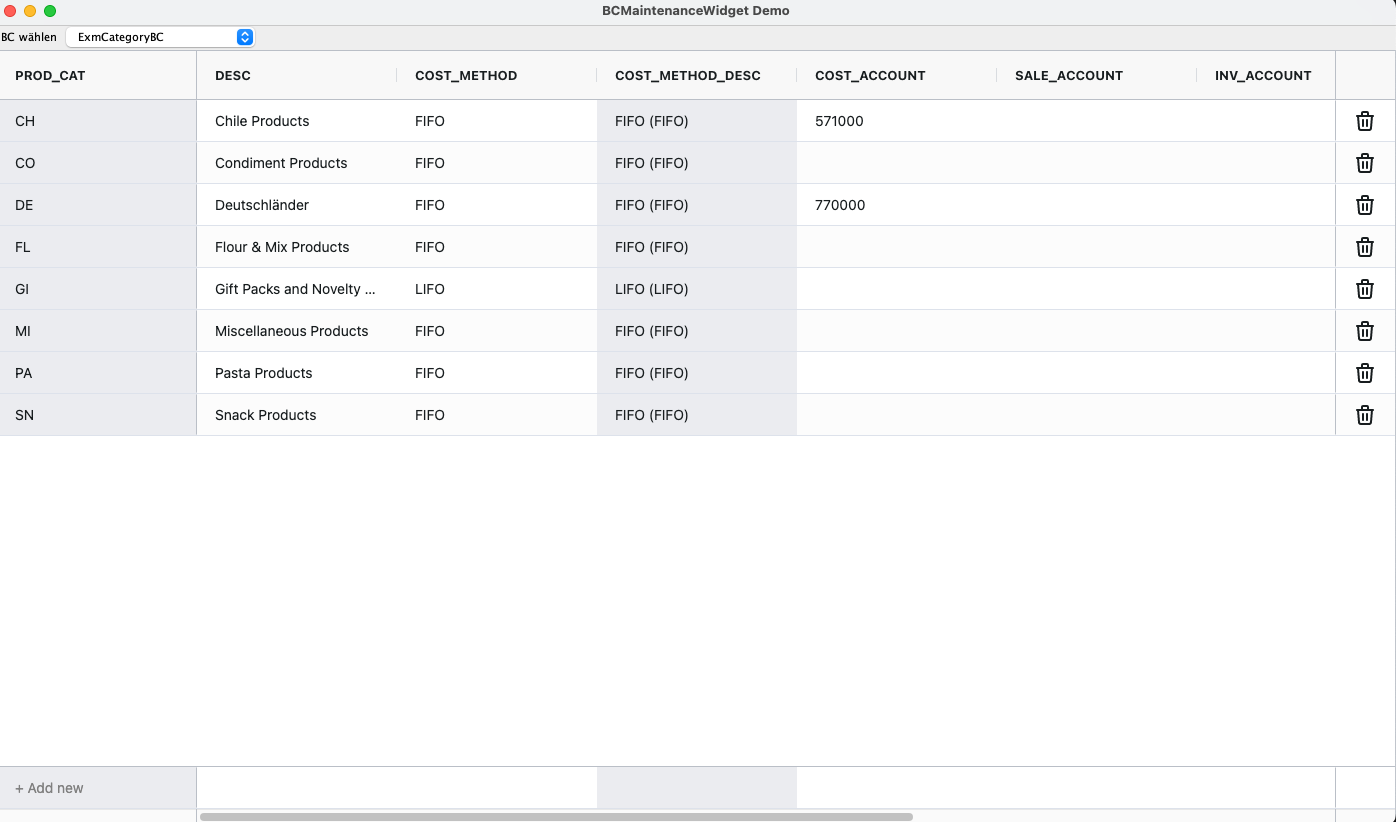 BCMaintenanceWidget Demo
BC wählen ExmCategoryBC
PROD_CAT DESC COST_METHOD COST_METHOD_DESC COST_ACCOUNT SALE_ACCOUNT INV_ACCOUNT
CH Chile Products FIFO FIFO (FIFO) 571000
CO Condiment Products FIFO FIFO (FIFO)
DE Deutschländer FIFO FIFO (FIFO) 770000
FL Flour & Mix Products FIFO FIFO (FIFO)
GI Gift Packs and Novelty ... LIFO LIFO (LIFO)
MI Miscellaneous Products FIFO FIFO (FIFO)
PA Pasta Products FIFO FIFO (FIFO)
SN Snack Products FIFO FIFO (FIFO)
+ Add new